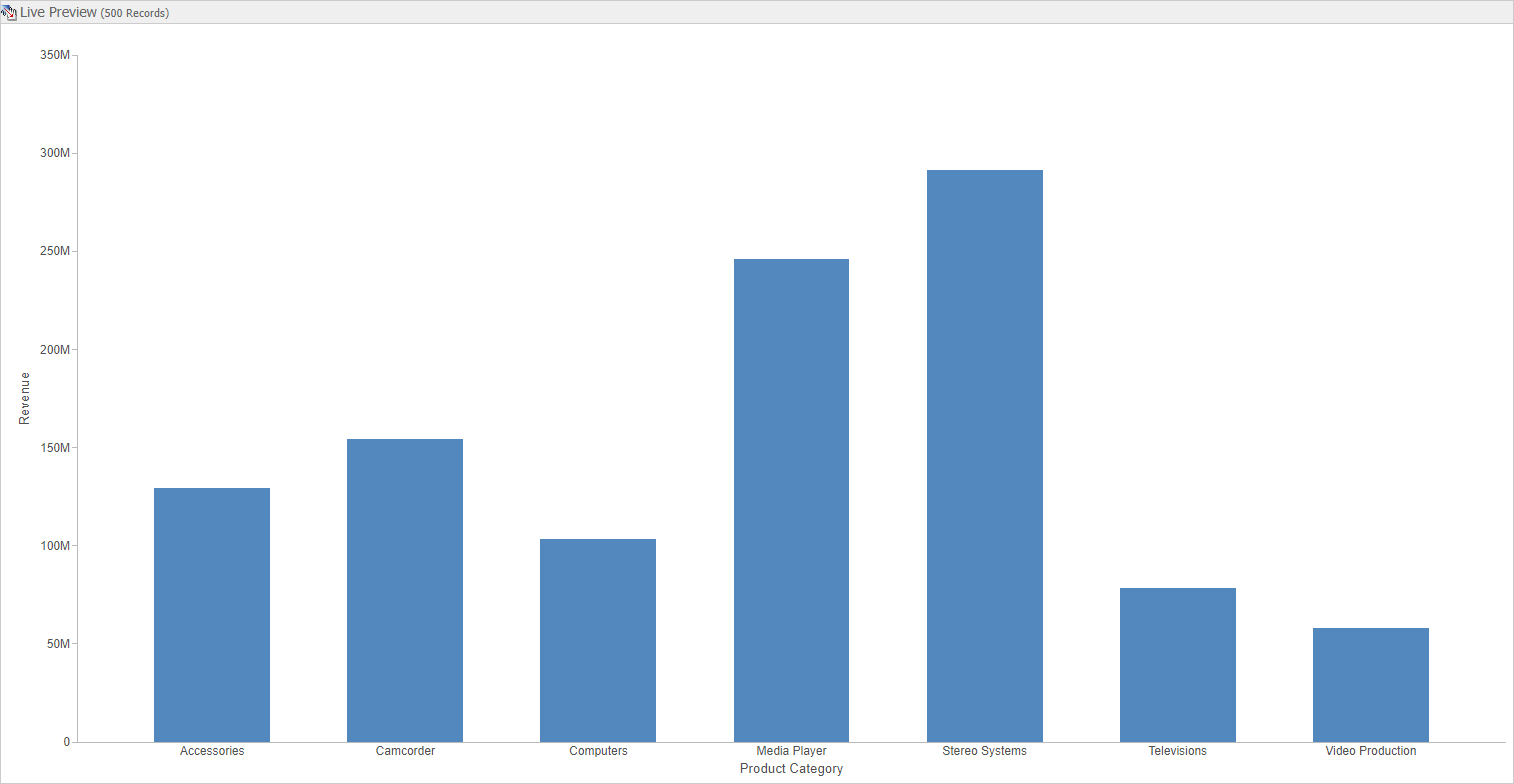 Live Preview (500 Records)
350M
300M
250M
200M
150M
100M
50M
0
Revenue
Accessories
Camcorder
Computers
Media Player
Stereo Systems
Televisions
Video Production
Product Category